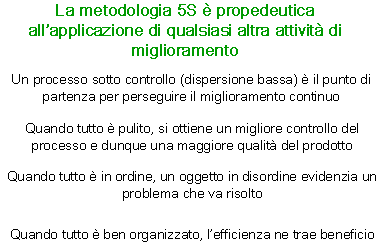 La metodologia 5S è propedeutica
all'applicazione di qualsiasi altra attività di
miglioramento
Un processo sotto controllo (dispersione bassa) è il punto di
partenza per perseguire il miglioramento continuo
Quando tutto è pulito, si ottiene un migliore controllo del
processo e dunque una maggiore qualità del prodotto
Quando tutto è in ordine, un oggetto in disordine evidenzia un
problema che va risolto
Quando tutto è ben organizzato, l'efficienza ne trae beneficio